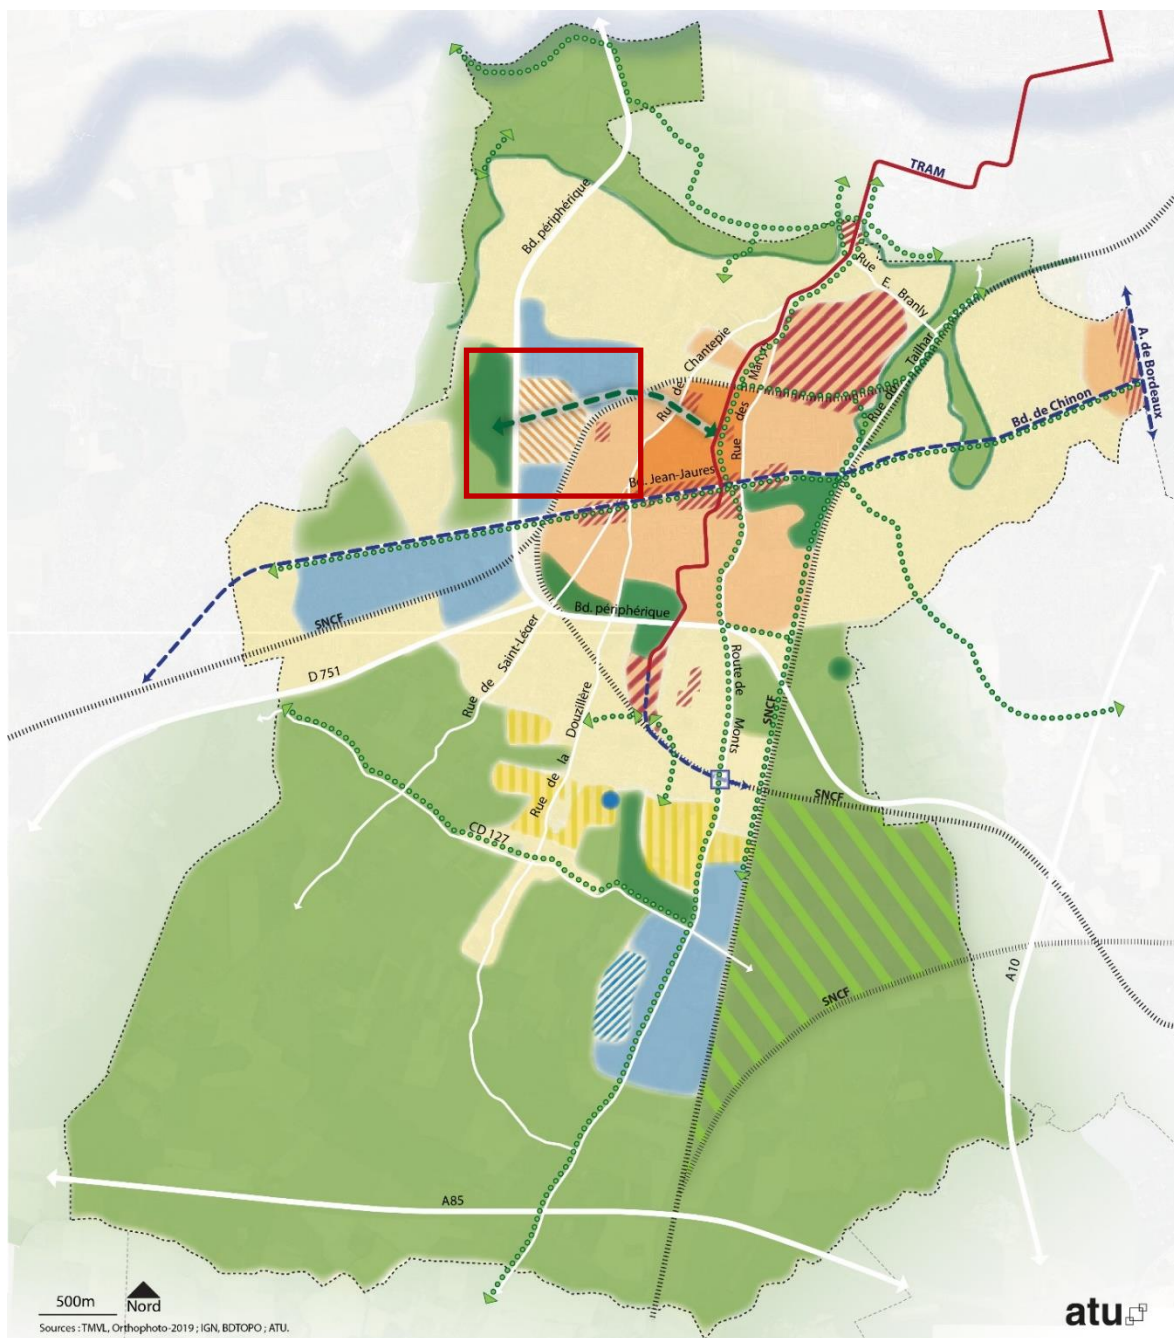 TRAM
Bd. périphérique
Rue E. Branly
Rue de Chantepie
Rue des Martyrs
Rue du Tailhar
A. de Bordeaux
Bd. de Chinon
Bd. Jean-Jaures
SNCF
Bd. périphérique
D 751
Rue de Saint-Léger
Rue de la Douzillère
Route de Monts
SNCF
SNCF
CD 127
A10
SNCF
A85
500m
Nord
Sources : TMVL, Orthophoto-2019 ; IGN, BDTOPO ; ATU.
atu